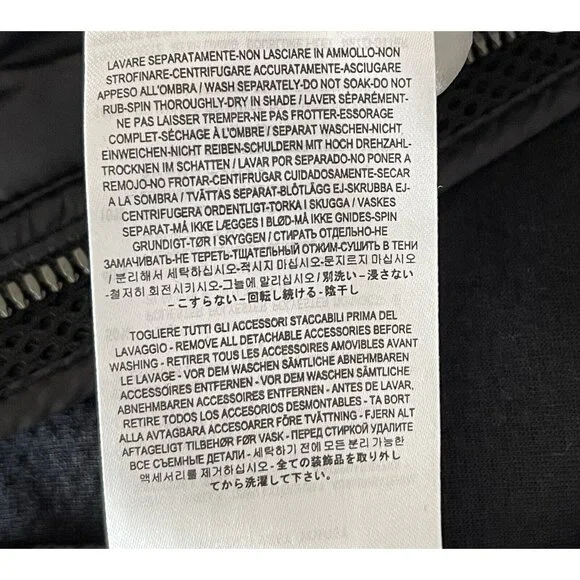 LAVARE SEPARATAMENTE-NON LASCIARE IN AMMOLLO-NON
STROFINARE-CENTRIFUGARE ACCURATAMENTE-ASCIUGARE
APPESO ALL'OMBRA / WASH SEPARATELY-DO NOT SOAK-DO NOT
RUB-SPIN THOROUGHLY-DRY IN SHADE / LAVER SÉPARÉMENT-
NE PAS LAISSER TREMPER-NE PAS FROTTER-ESSORAGE
COMPLET-SÉCHAGE À L'OMBRE / SEPARAT WASCHEN-NICHT
EINWEICHEN-NICHT REIBEN-SCHULDERN MIT HOCH DREHZAHL-
TROCKNEN IM SCHATTEN / LAVAR POR SEPARADO-NO PONER A
REMOJO-NO FROTAR-CENTRIFUGAR CUIDADOSAMENTE-SECAR
A LA SOMBRA / TVÄTTAS SEPARAT-BLÖTLÄGG EJ-SKRUBBA EJ-
CENTRIFUGERA ORDENTLIGT-TORKA I SKUGGA / VASKES
SEPARAT-MÅ IKKE LÆGGES I BLØD-MÅ IKKE GNIDES-SPIN
GRUNDIGT-TØR I SKYGGEN / СТИРАТЬ ОТДЕЛЬНО-НЕ
ЗАМАЧИВАТЬ-НЕ ТЕРЕТЬ-ТЩАТЕЛЬНЫЙ ОТЖИМ-СУШИТЬ В ТЕНИ
/ 분리해서 세탁하십시오-적시지 마십시오-문지르지 마십시오
-철저히 회전시키시오-그늘에 말리십시오 / 別洗い-浸さない
-こすらない-回転し続ける-陰干し
TOGLIERE TUTTI GLI ACCESSORI STACCABILI PRIMA DEL
LAVAGGIO - REMOVE ALL DETACHABLE ACCESSORIES BEFORE
WASHING - RETIRER TOUS LES ACCESSOIRES AMOVIBLES AVANT
LE LAVAGE - VOR DEM WASCHEN SÄMTLICHE ABNEHMBAREN
ACCESSOIRES ENTFERNEN - VOR DEM WASCHEN SÄMTLICHE
ABNEHMBAREN ACCESSOIRES ENTFERNEN - ANTES DE LAVAR,
RETIRE TODOS LOS ACCESORIOS DESMONTABLES - TA BORT
ALLA AVTAGBARA ACCESOARER FÖRE TVÄTTNING - FJERN ALT
AFTAGELIGT TILBEHØR FØR VASK - ПЕРЕД СТИРКОЙ УДАЛИТЕ
ВСЕ СЪЕМНЫЕ ДЕТАЛИ - 세탁하기 전에 모든 분리 가능한
액세서리를 제거하십시오 - 全ての装飾品を取り外し
てから洗濯して下さい。